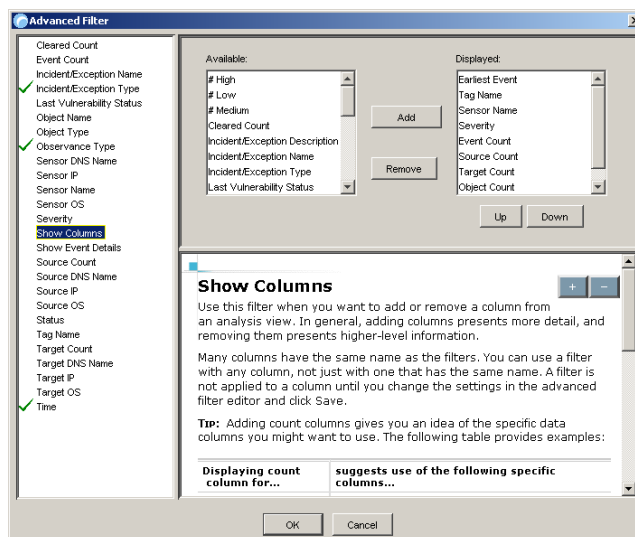 Advanced Filter
Cleared Count
Event Count
Incident/Exception Name
Incident/Exception Type
Last Vulnerability Status
Object Name
Object Type
Observance Type
Sensor DNS Name
Sensor IP
Sensor Name
Sensor OS
Severity
Show Columns
Show Event Details
Source Count
Source DNS Name
Source IP
Source OS
Status
Tag Name
Target Count
Target DNS Name
Target IP
Target OS
Time
Available:
# High
# Low
# Medium
Cleared Count
Incident/Exception Description
Incident/Exception Name
Incident/Exception Type
Last Vulnerability Status
Add
Remove
Displayed:
Earliest Event
Tag Name
Sensor Name
Severity
Event Count
Source Count
Target Count
Object Count
Up Down
Show Columns
+ −
Use this filter when you want to add or remove a column from
an analysis view. In general, adding columns presents more detail, and
removing them presents higher-level information.
Many columns have the same name as the filters. You can use a filter
with any column, not just with one that has the same name. A filter is
not applied to a column until you change the settings in the advanced
filter editor and click Save.
TIP: Adding count columns gives you an idea of the specific data
columns you might want to use. The following table provides examples:
Displaying count
column for...
suggests use of the following specific
columns...
OK Cancel